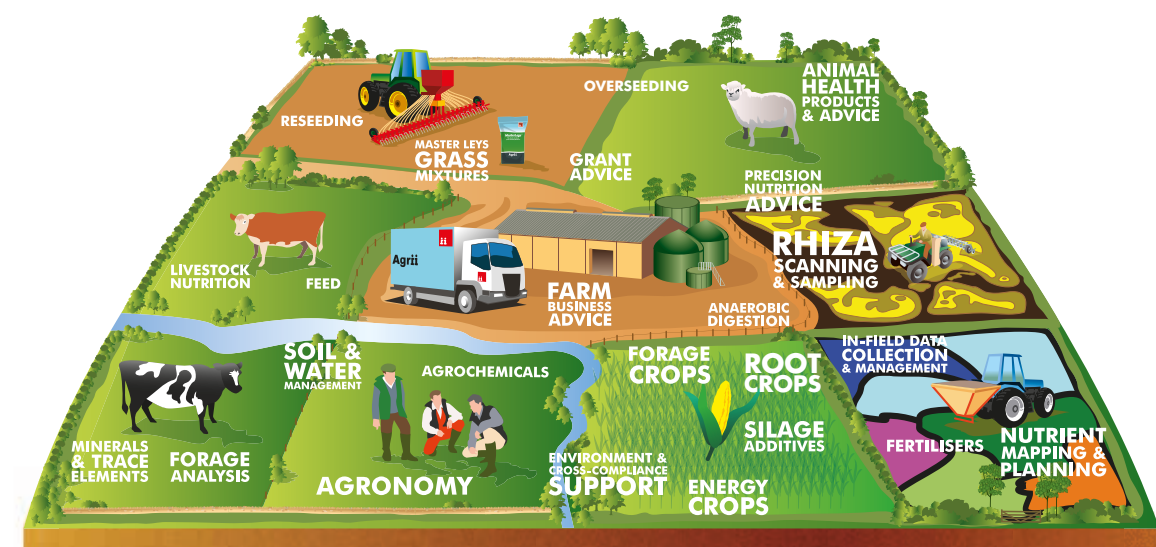 OVERSEEDING
ANIMAL
HEALTH
PRODUCTS
& ADVICE
RESEEDING
MASTER LEYS
GRASS
MIXTURES
GRANT
ADVICE
PRECISION
NUTRITION
ADVICE
RHIZA
SCANNING
& SAMPLING
LIVESTOCK
NUTRITION
FEED
Agrii
FARM
BUSINESS
ADVICE
ANAEROBIC
DIGESTION
SOIL &
WATER
MANAGEMENT
AGROCHEMICALS
FORAGE
CROPS
ROOT
CROPS
IN-FIELD DATA
COLLECTION
& MANAGEMENT
MINERALS
& TRACE
ELEMENTS
FORAGE
ANALYSIS
AGRONOMY
ENVIRONMENT &
CROSS-COMPLIANCE
SUPPORT
SILAGE
ADDITIVES
ENERGY
CROPS
FERTILISERS
NUTRIENT
MAPPING &
PLANNING